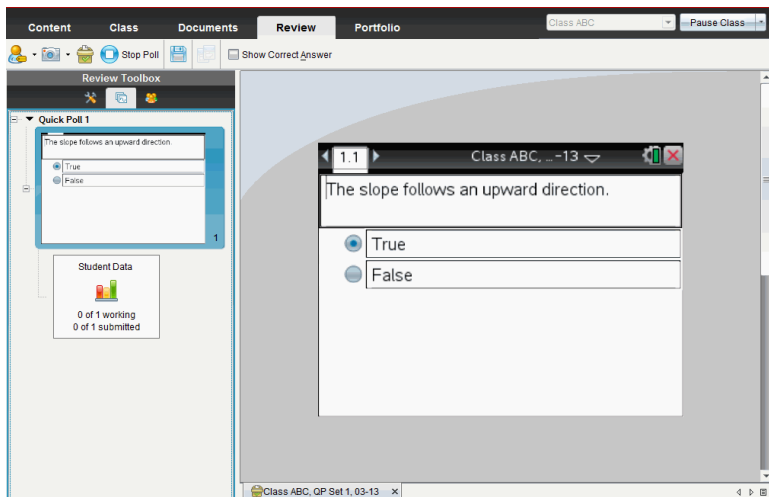 Content Class Documents Review Portfolio Class ABC Pause Class
Stop Poll Show Correct Answer
Review Toolbox
Quick Poll 1
The slope follows an upward direction.
True
False
1
Student Data
0 of 1 working
0 of 1 submitted
1.1 Class ABC, ...-13
The slope follows an upward direction.
True
False
Class ABC, QP Set 1, 03-13